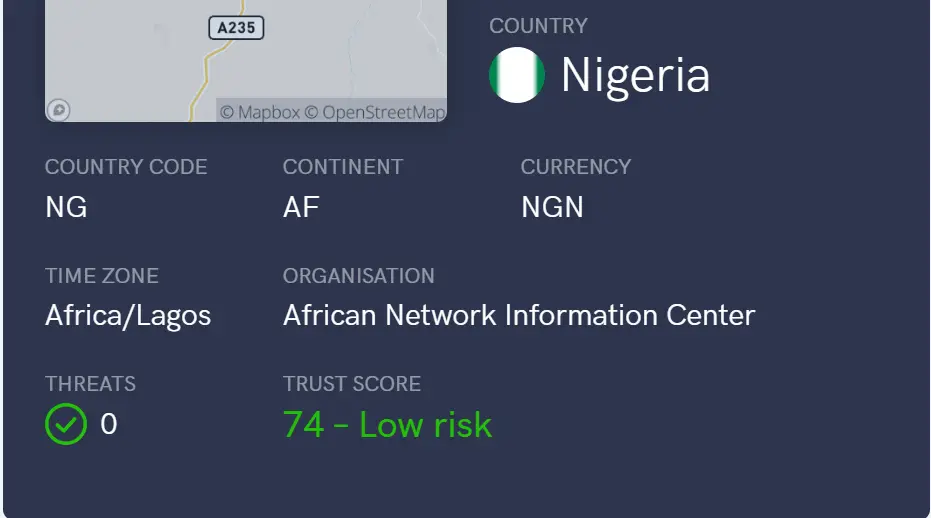 COUNTRY
Nigeria
A235
© Mapbox © OpenStreetMap
COUNTRY CODE
CONTINENT
CURRENCY
NG
AF
NGN
TIME ZONE
ORGANISATION
Africa/Lagos
African Network Information Center
THREATS
TRUST SCORE
0
74 – Low risk